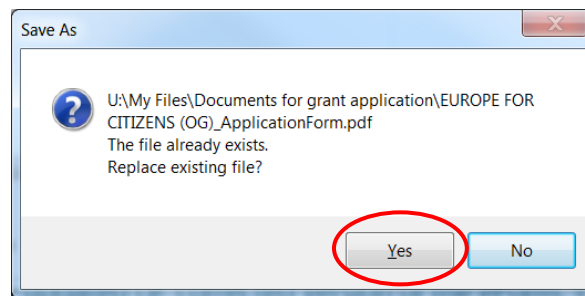 Save As
U:\My Files\Documents for grant application\EUROPE FOR
CITIZENS (OG)_ApplicationForm.pdf
The file already exists.
Replace existing file?
Yes
No